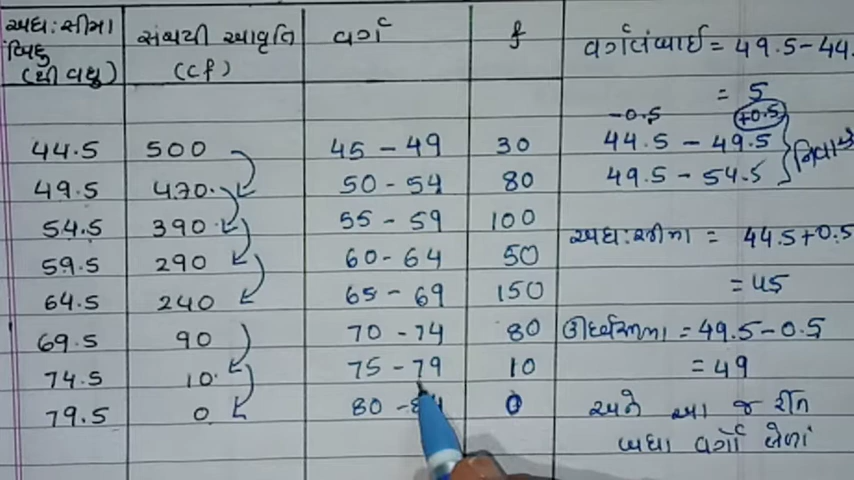 અધ:સીમા બિંદુ (થી વધુ) સંચયી આવૃતિ (cf) વર્ગ f
44.5 500 45 - 49 30
49.5 470 50 - 54 80
54.5 390 55 - 59 100
59.5 290 60 - 64 50
64.5 240 65 - 69 150
69.5 90 70 - 74 80
74.5 10 75 - 79 10
79.5 0 80 - 84 0
વર્ગલંબાઈ = 49.5 - 44.
= 5
-0.5 +0.5
44.5 - 49.5
49.5 - 54.5
અધ:સીમા = 44.5 + 0.5
= 45
ઊર્ધ્વસીમા = 49.5 - 0.5
= 49
અને આ જ રીત
બધા વર્ગો લેનાં